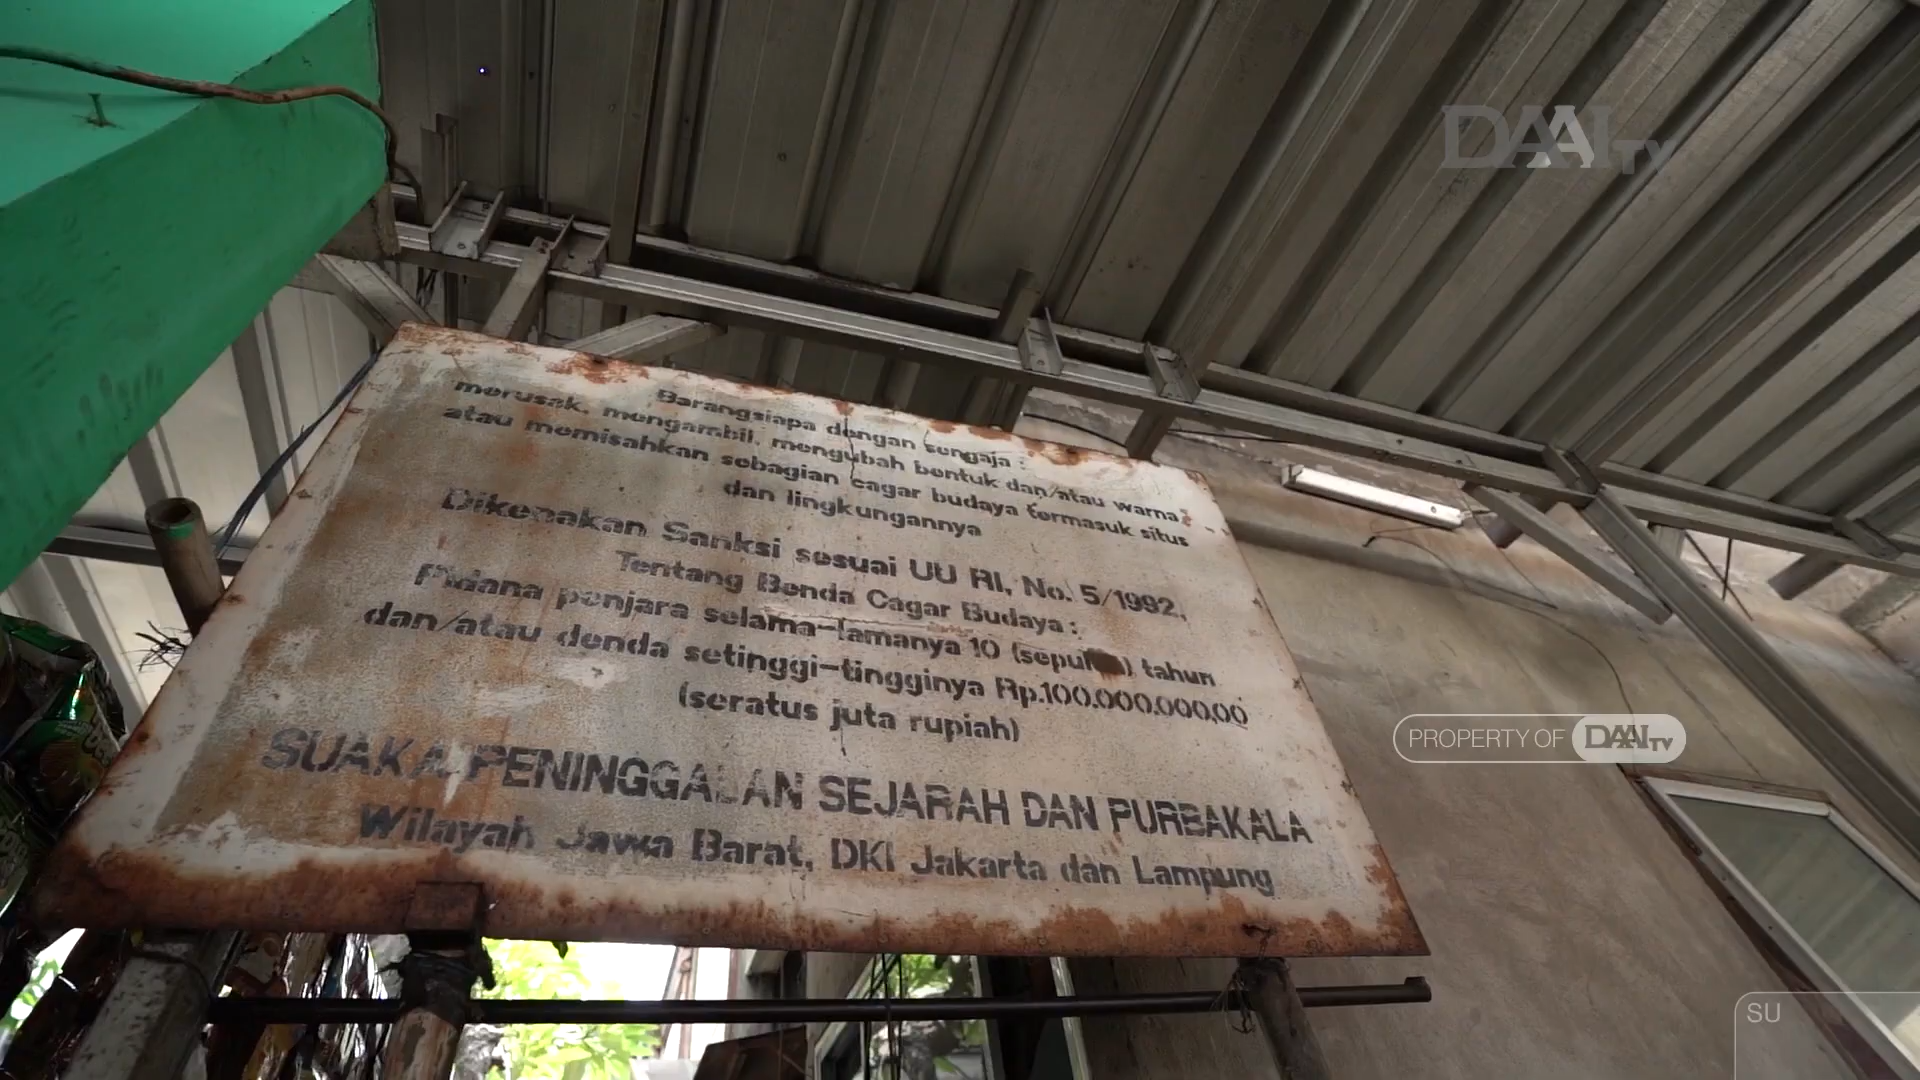 DAAI TV
Barangsiapa dengan sengaja :
merusak, mengambil, mengubah bentuk dan/atau warna
atau memisahkan sebagian cagar budaya termasuk situs
dan lingkungannya
Dikenakan Sanksi sesuai UU RI, No. 5/1992,
Tentang Benda Cagar Budaya :
Pidana penjara selama-lamanya 10 (sepuluh) tahun
dan/atau denda setinggi-tingginya Rp.100.000.000,00
(seratus juta rupiah)
SUAKA PENINGGALAN SEJARAH DAN PURBAKALA
Wilayah Jawa Barat, DKI Jakarta dan Lampung
PROPERTY OF DAAI TV
SU